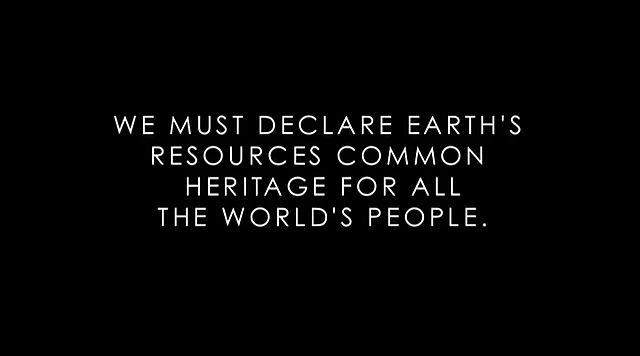 WE MUST DECLARE EARTH'S
RESOURCES COMMON
HERITAGE FOR ALL
THE WORLD'S PEOPLE.